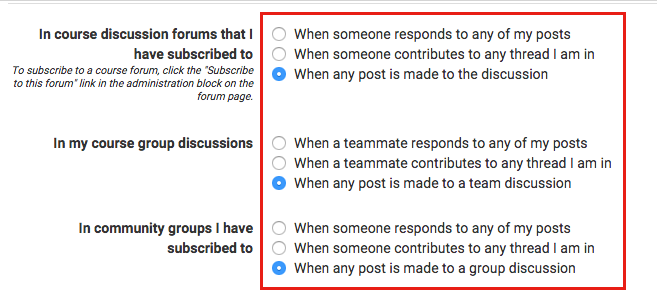 In course discussion forums that I
have subscribed to
To subscribe to a course forum, click the "Subscribe
to this forum" link in the administration block on the
forum page.
When someone responds to any of my posts
When someone contributes to any thread I am in
When any post is made to the discussion
In my course group discussions
When a teammate responds to any of my posts
When a teammate contributes to any thread I am in
When any post is made to a team discussion
In community groups I have
subscribed to
When someone responds to any of my posts
When someone contributes to any thread I am in
When any post is made to a group discussion